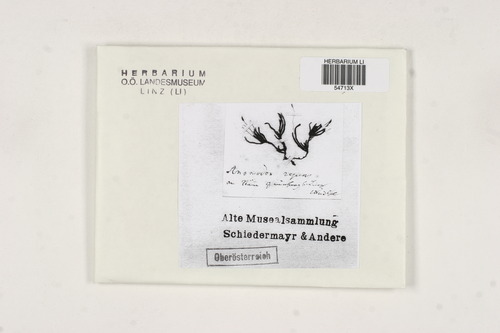 HERBARIUM
O.Ö. LANDESMUSEUM
LINZ (LI)
HERBARIUM LI
54713X
Alte Musealsammlung
Schiedermayr & Andere
Oberösterreich